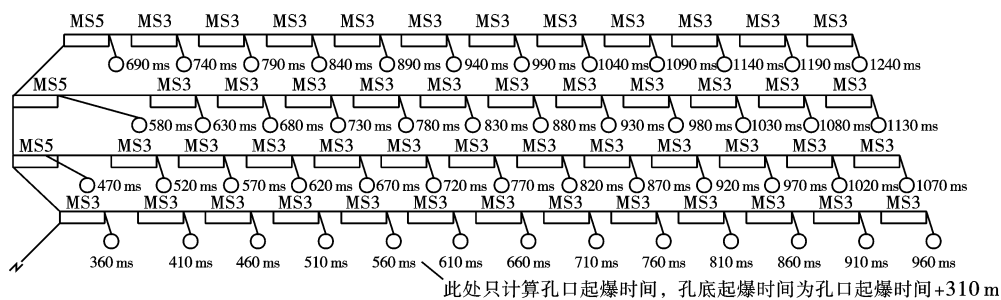 MS5 MS3 MS3 MS3 MS3 MS3 MS3 MS3 MS3 MS3 MS3 MS3
690 ms 740 ms 790 ms 840 ms 890 ms 940 ms 990 ms 1040 ms 1090 ms 1140 ms 1190 ms 1240 ms
MS5 MS3 MS3 MS3 MS3 MS3 MS3 MS3 MS3 MS3 MS3 MS3
580 ms 630 ms 680 ms 730 ms 780 ms 830 ms 880 ms 930 ms 980 ms 1030 ms 1080 ms 1130 ms
MS5 MS3 MS3 MS3 MS3 MS3 MS3 MS3 MS3 MS3 MS3 MS3 MS3
470 ms 520 ms 570 ms 620 ms 670 ms 720 ms 770 ms 820 ms 870 ms 920 ms 970 ms 1020 ms 1070 ms
MS3 MS3 MS3 MS3 MS3 MS3 MS3 MS3 MS3 MS3 MS3 MS3 MS3
360 ms 410 ms 460 ms 510 ms 560 ms 610 ms 660 ms 710 ms 760 ms 810 ms 860 ms 910 ms 960 ms
此处只计算孔口起爆时间，孔底起爆时间为孔口起爆时间+310 m